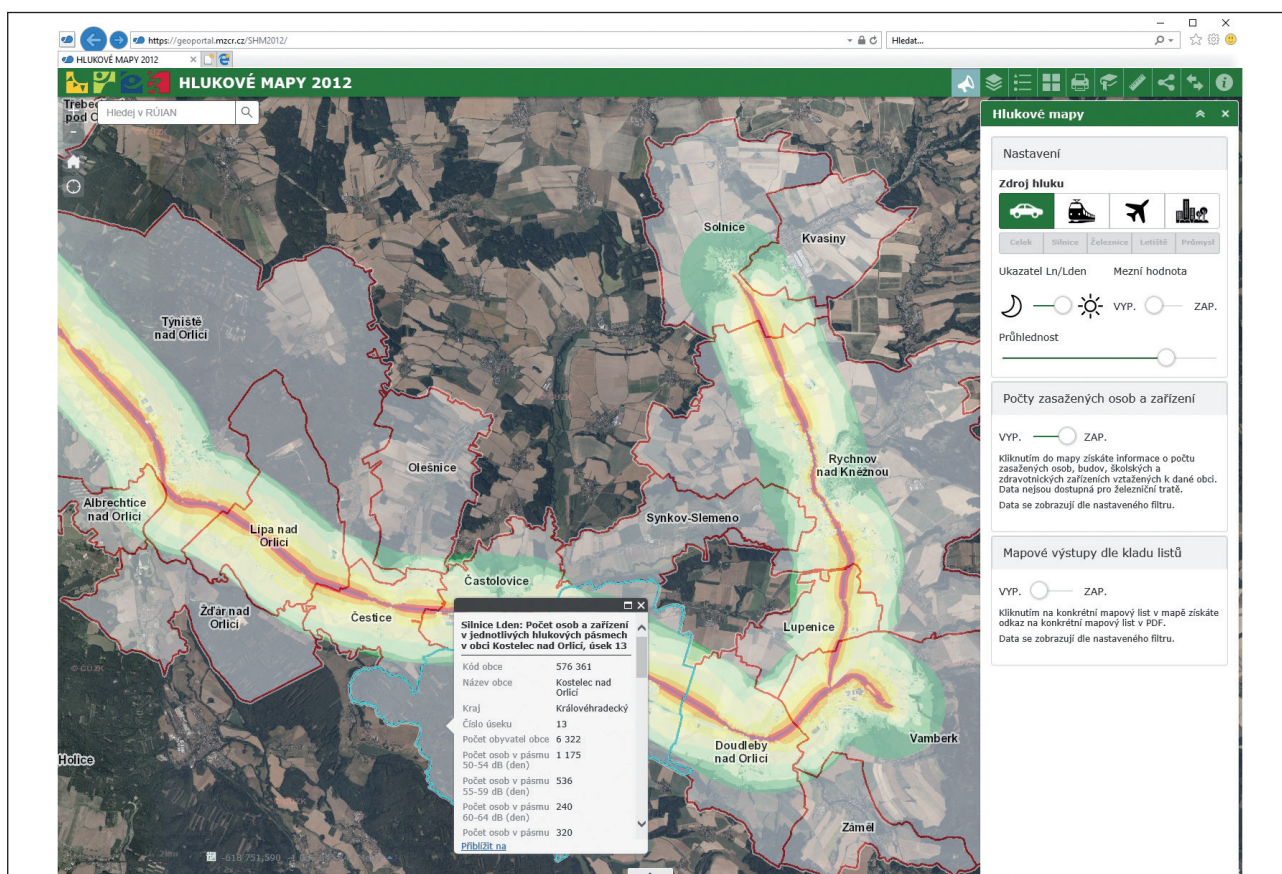 https://geoportal.mzcr.cz/SHM2012/
Hledat...
HLUKOVÉ MAPY 2012
HLUKOVÉ MAPY 2012
Hledej v RÚIAN
Solnice
Kvasiny
Týniště
nad Orlicí
Olešnice
Rychnov
nad Kněžnou
Albrechtice
nad Orlicí
Lípa nad
Orlicí
Synkov-Slemeno
Častolovice
Žďár nad
Orlicí
Čestice
Lupenice
Vamberk
Doudleby
nad Orlicí
Holice
Záměl
© ČÚZK
Silnice Lden: Počet osob a zařízení
v jednotlivých hlukových pásmech
v obci Kostelec nad Orlicí, úsek 13
Kód obce 576 361
Název obce Kostelec nad
Orlicí
Kraj Královéhradecký
Číslo úseku 13
Počet obyvatel obce 6 322
Počet osob v pásmu 1 175
50-54 dB (den)
Počet osob v pásmu 536
55-59 dB (den)
Počet osob v pásmu 240
60-64 dB (den)
Počet osob v pásmu 320
Přiblížit na
Hlukové mapy
Nastavení
Zdroj hluku
Celek Silnice Železnice Letiště Průmysl
Ukazatel Ln/Lden Mezní hodnota
VYP. ZAP.
Průhlednost
Počty zasažených osob a zařízení
VYP. ZAP.
Kliknutím do mapy získáte informace o počtu
zasažených osob, budov, školských a
zdravotnických zařízeních vztažených k dané obci.
Data nejsou dostupná pro železniční tratě.
Data se zobrazují dle nastaveného filtru.
Mapové výstupy dle kladu listů
VYP. ZAP.
Kliknutím na konkrétní mapový list v mapě získáte
odkaz na konkrétní mapový list v PDF.
Data se zobrazují dle nastaveného filtru.